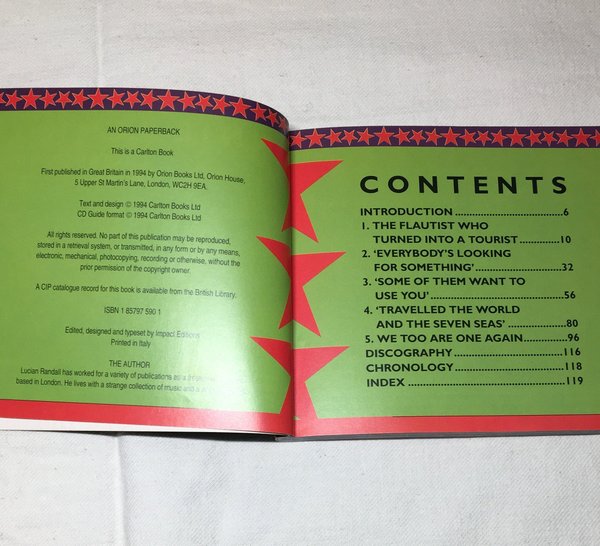 AN ORION PAPERBACK
This is a Carlton Book
First published in Great Britain in 1994 by Orion Books Ltd, Orion House,
5 Upper St Martin's Lane, London, WC2H 9EA.
Text and design © 1994 Carlton Books Ltd
CD Guide format © 1994 Carlton Books Ltd
All rights reserved. No part of this publication may be reproduced,
stored in a retrieval system, or transmitted, in any form or by any means,
electronic, mechanical, photocopying, recording or otherwise, without the
prior permission of the copyright owner.
A CIP catalogue record for this book is available from the British Library.
ISBN 1 85797 590 1
Edited, designed and typeset by Impact Editions
Printed in Italy
THE AUTHOR
Lucian Randall has worked for a variety of publications as a
based in London. He lives with a strange collection of music and a
CONTENTS
INTRODUCTION ....................................6
1. THE FLAUTIST WHO
TURNED INTO A TOURIST .............10
2. ‘EVERYBODY’S LOOKING
FOR SOMETHING’............................32
3. ‘SOME OF THEM WANT TO
USE YOU’.............................................56
4. ‘TRAVELLED THE WORLD
AND THE SEVEN SEAS’ ...................80
5. WE TOO ARE ONE AGAIN...............96
DISCOGRAPHY .....................................116
CHRONOLOGY .....................................118
INDEX .....................................................119